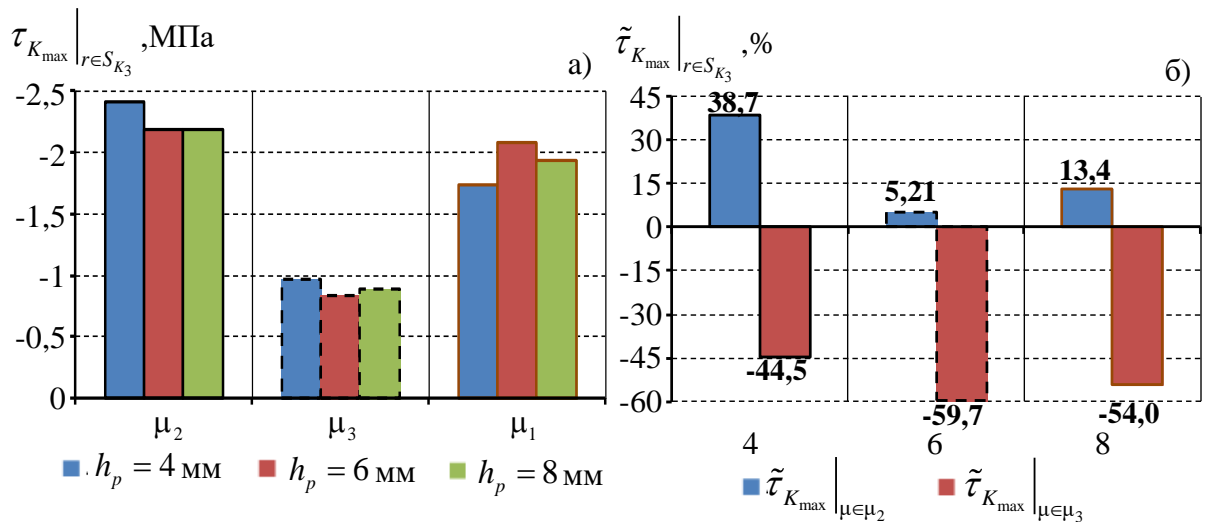 τ_{K_max}|_{r∈S_{K_3}} ,МПа
а)
-2,5
-2
-1,5
-1
-0,5
0
μ₂ μ₃ μ₁
h_p = 4 мм h_p = 6 мм h_p = 8 мм
τ̃_{K_max}|_{r∈S_{K_3}} ,%
б)
45
30
15
0
-15
-30
-45
-60
38,7
5,21
13,4
-44,5
-59,7
-54,0
4 6 8
τ̃_{K_max}|_{μ∈μ₂} τ̃_{K_max}|_{μ∈μ₃}